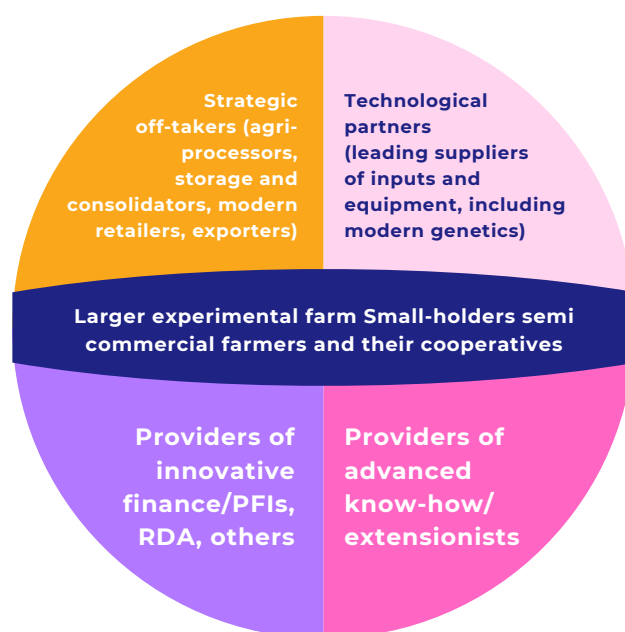 Strategic
off-takers (agri-
processors,
storage and
consolidators, modern
retailers, exporters)
Technological
partners
(leading suppliers
of inputs and
equipment, including
modern genetics)
Larger experimental farm Small-holders semi
commercial farmers and their cooperatives
Providers of
innovative
finance/PFIs,
RDA, others
Providers of
advanced
know-how/
extensionists